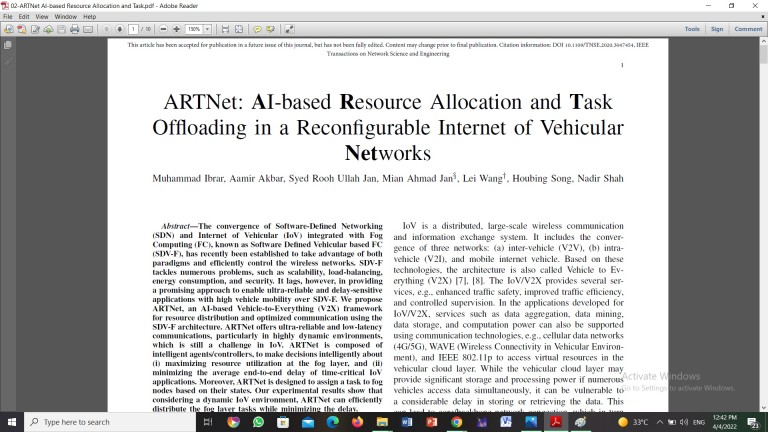 02-ARTNet AI-based Resource Allocation and Task.pdf - Adobe Reader
File Edit View Window Help
1 / 10
150%
Tools Sign Comment
This article has been accepted for publication in a future issue of this journal, but has not been fully edited. Content may change prior to final publication. Citation information: DOI 10.1109/TNSE.2020.3047454, IEEE
Transactions on Network Science and Engineering
1
ARTNet: AI-based Resource Allocation and Task
Offloading in a Reconfigurable Internet of Vehicular
Networks
Muhammad Ibrar, Aamir Akbar, Syed Rooh Ullah Jan, Mian Ahmad Jan§, Lei Wang†, Houbing Song, Nadir Shah
Abstract—The convergence of Software-Defined Networking
(SDN) and Internet of Vehicular (IoV) integrated with Fog
Computing (FC), known as Software Defined Vehicular based FC
(SDV-F), has recently been established to take advantage of both
paradigms and efficiently control the wireless networks. SDV-F
tackles numerous problems, such as scalability, load-balancing,
energy consumption, and security. It lags, however, in providing
a promising approach to enable ultra-reliable and delay-sensitive
applications with high vehicle mobility over SDV-F. We propose
ARTNet, an AI-based Vehicle-to-Everything (V2X) framework
for resource distribution and optimized communication using the
SDV-F architecture. ARTNet offers ultra-reliable and low-latency
communications, particularly in highly dynamic environments,
which is still a challenge in IoV. ARTNet is composed of
intelligent agents/controllers, to make decisions intelligently about
(i) maximizing resource utilization at the fog layer, and (ii)
minimizing the average end-to-end delay of time-critical IoV
applications. Moreover, ARTNet is designed to assign a task to fog
nodes based on their states. Our experimental results show that
considering a dynamic IoV environment, ARTNet can efficiently
distribute the fog layer tasks while minimizing the delay.
IoV is a distributed, large-scale wireless communication
and information exchange system. It includes the conver-
gence of three networks: (a) inter-vehicle (V2V), (b) intra-
vehicle (V2I), and mobile internet vehicle. Based on these
technologies, the architecture is also called Vehicle to Ev-
erything (V2X) [7], [8]. The IoV/V2X provides several ser-
vices, e.g., enhanced traffic safety, improved traffic efficiency,
and controlled supervision. In the applications developed for
IoV/V2X, services such as data aggregation, data mining,
data storage, and computation power can also be supported
using communication technologies, e.g., cellular data networks
(4G/5G), WAVE (Wireless Connectivity in Vehicular Environ-
ment), and IEEE 802.11p to access virtual resources in the
vehicular cloud layer. While the vehicular cloud layer may
provide significant storage and processing power if numerous
vehicles access data simultaneously, it can be vulnerable to
a considerable delay in storing or retrieving the data. This
Activate Windows
Go to Settings to activate Windows.
Type here to search
33°C
12:42 PM
4/4/2022